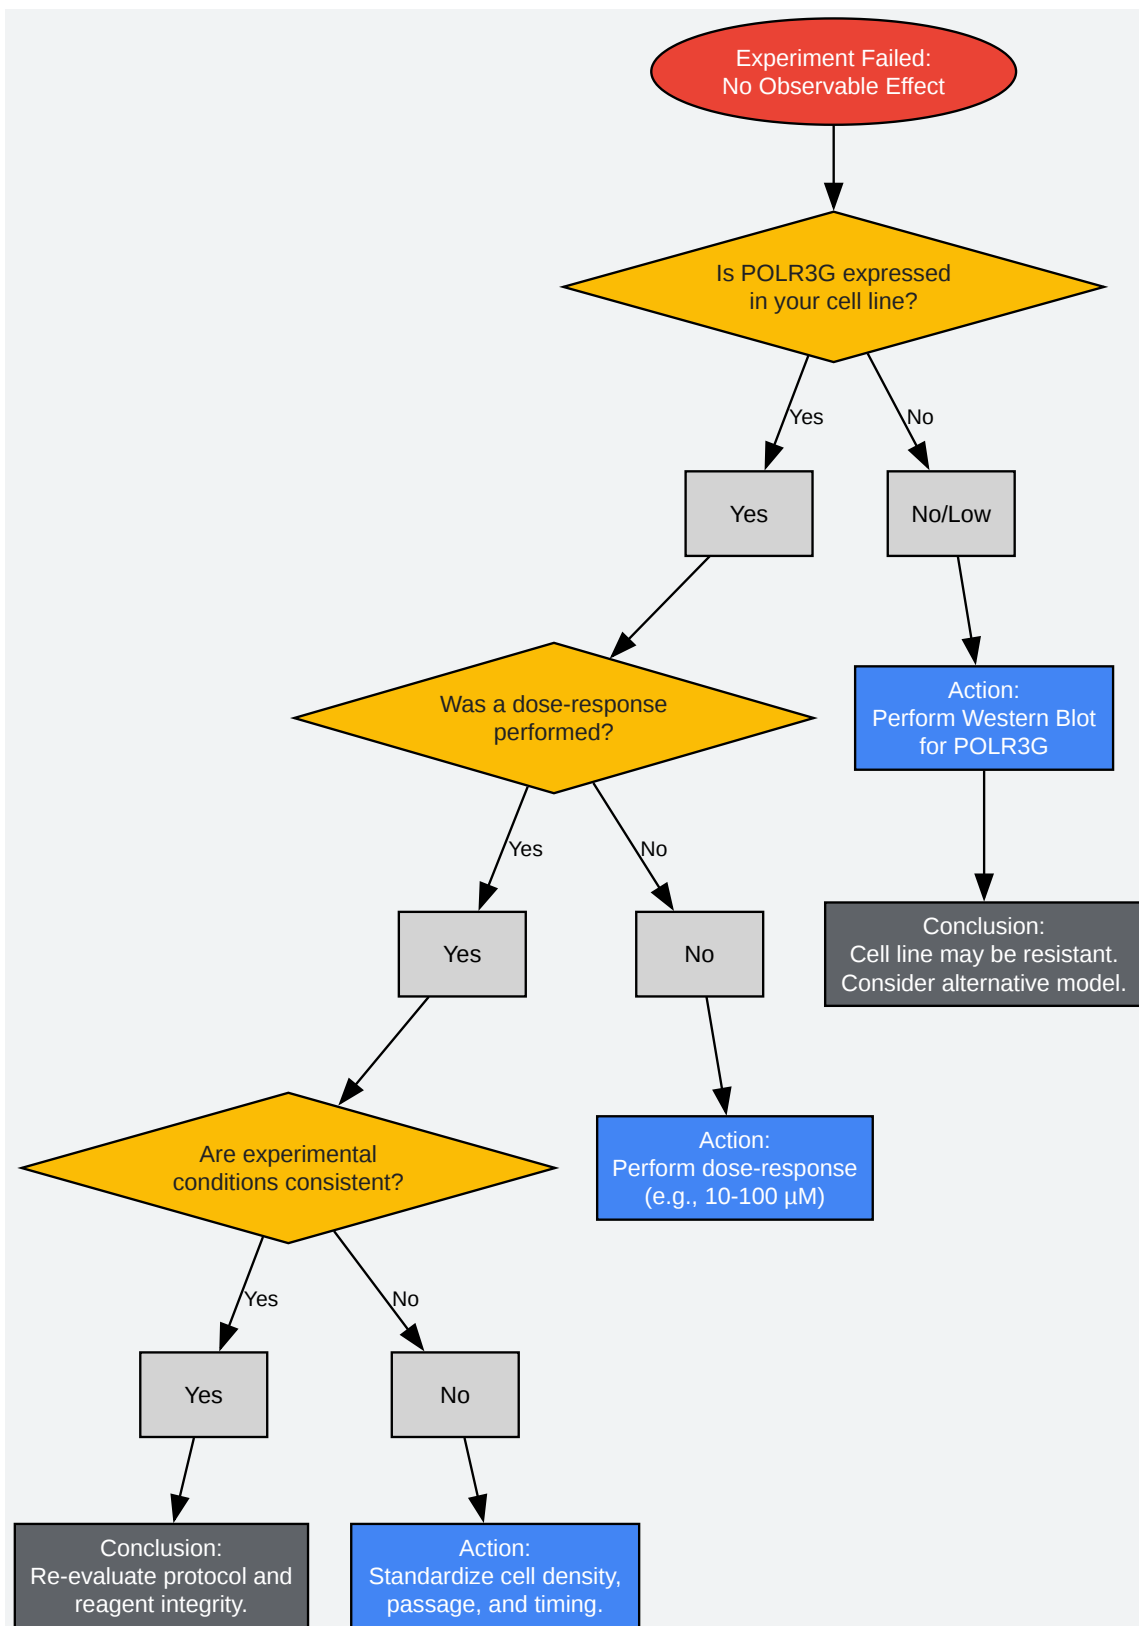 Experiment Failed:
No Observable Effect
Is POLR3G expressed
in your cell line?
Yes
No
Yes
No/Low
Was a dose-response
performed?
Action:
Perform Western Blot
for POLR3G
Yes
No
Yes
No
Conclusion:
Cell line may be resistant.
Consider alternative model.
Are experimental
conditions consistent?
Action:
Perform dose-response
(e.g., 10-100 µM)
Yes
No
Yes
No
Conclusion:
Re-evaluate protocol and
reagent integrity.
Action:
Standardize cell density,
passage, and timing.